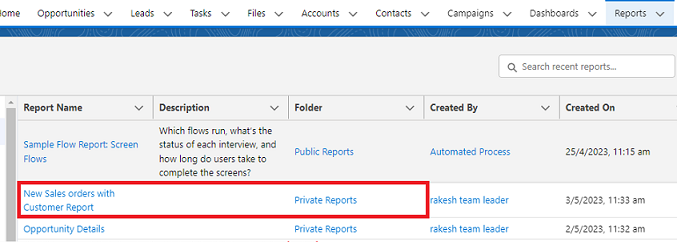 Home Opportunities Leads Tasks Files Accounts Contacts Campaigns Dashboards Reports
Search recent reports...
Report Name Description Folder Created By Created On
Sample Flow Report: Screen Flows
Which flows run, what's the
status of each interview, and
how long do users take to
complete the screens?
Public Reports Automated Process 25/4/2023, 11:15 am
New Sales orders with
Customer Report
Private Reports rakesh team leader 3/5/2023, 11:33 am
Opportunity Details Private Reports rakesh team leader 2/5/2023, 11:32 am